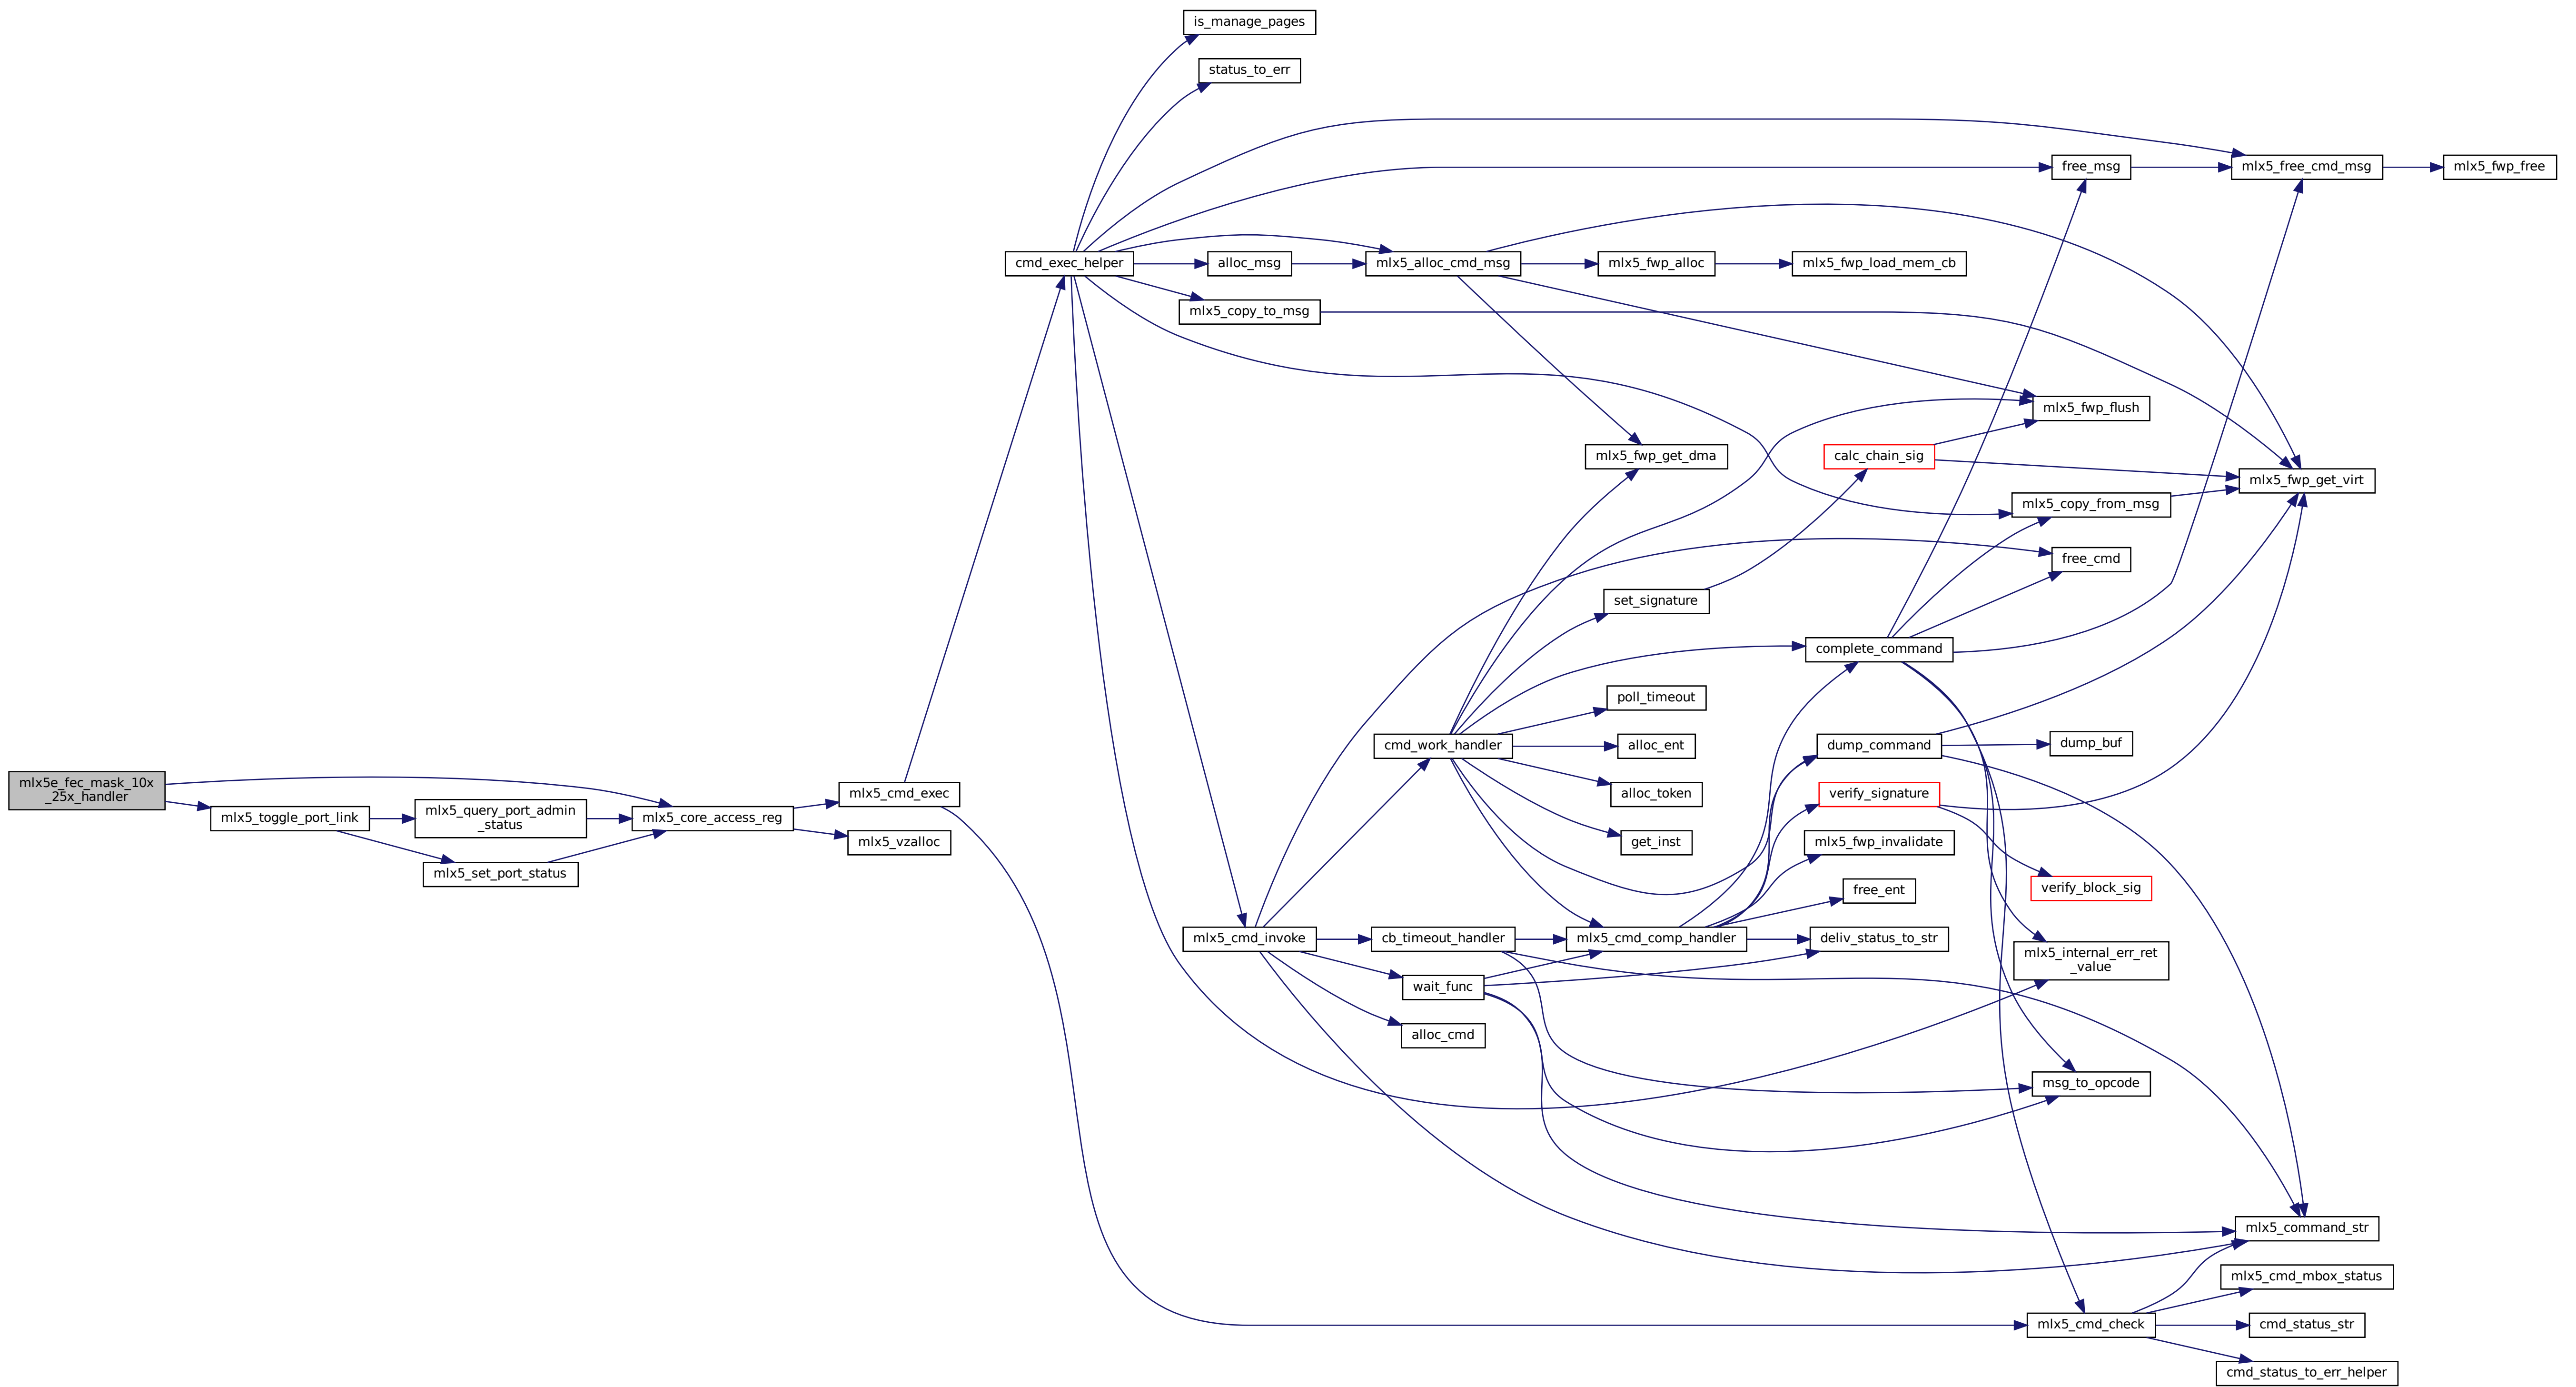 mlx5e_fec_mask_10x
_25x_handler
mlx5_toggle_port_link
mlx5_query_port_admin
_status
mlx5_set_port_status
mlx5_core_access_reg
mlx5_cmd_exec
mlx5_vzalloc
cmd_exec_helper
is_manage_pages
status_to_err
alloc_msg
mlx5_copy_to_msg
mlx5_cmd_invoke
mlx5_alloc_cmd_msg
cmd_work_handler
cb_timeout_handler
wait_func
alloc_cmd
mlx5_fwp_alloc
mlx5_fwp_get_dma
set_signature
poll_timeout
alloc_ent
alloc_token
get_inst
mlx5_cmd_comp_handler
mlx5_fwp_load_mem_cb
calc_chain_sig
complete_command
dump_command
verify_signature
mlx5_fwp_invalidate
free_ent
deliv_status_to_str
free_msg
mlx5_fwp_flush
mlx5_copy_from_msg
free_cmd
dump_buf
verify_block_sig
mlx5_internal_err_ret
_value
msg_to_opcode
mlx5_cmd_check
mlx5_free_cmd_msg
mlx5_fwp_get_virt
mlx5_command_str
mlx5_cmd_mbox_status
cmd_status_str
cmd_status_to_err_helper
mlx5_fwp_free